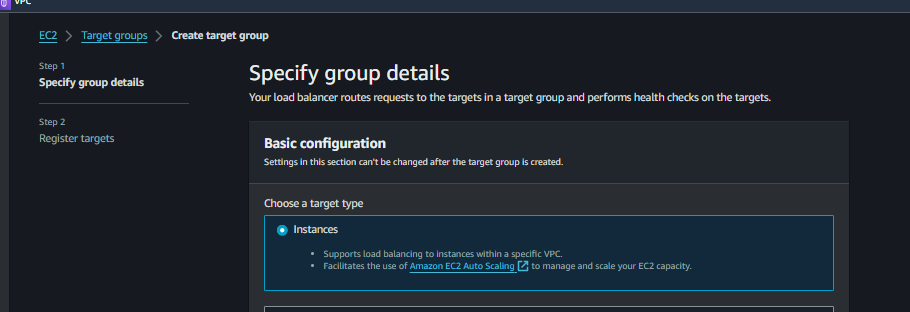 VPC
EC2 > Target groups > Create target group
Step 1
Specify group details
Step 2
Register targets
Specify group details
Your load balancer routes requests to the targets in a target group and performs health checks on the targets.
Basic configuration
Settings in this section can't be changed after the target group is created.
Choose a target type
Instances
• Supports load balancing to instances within a specific VPC.
• Facilitates the use of Amazon EC2 Auto Scaling to manage and scale your EC2 capacity.